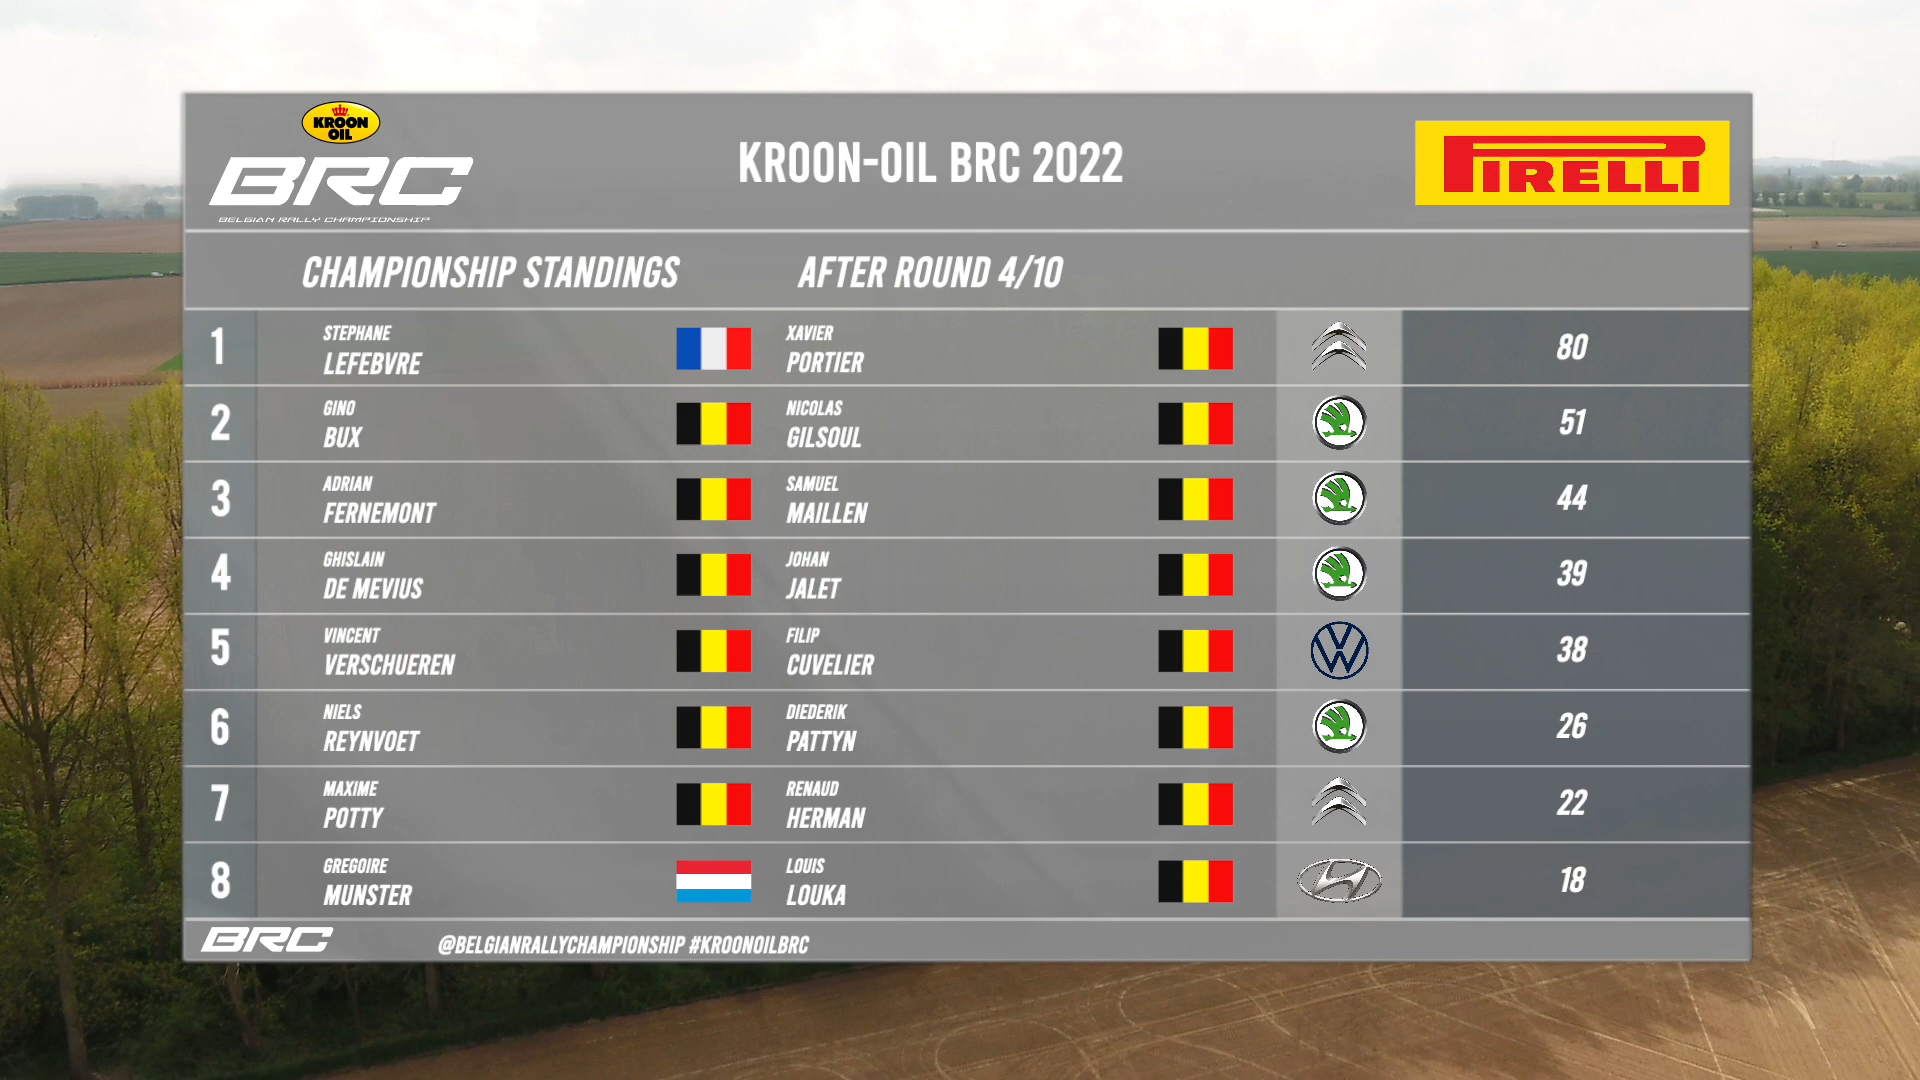 KROON
OIL
BRC
BELGIAN RALLY CHAMPIONSHIP
KROON-OIL BRC 2022
PIRELLI
CHAMPIONSHIP STANDINGS AFTER ROUND 4/10
1 STEPHANE LEFEBVRE XAVIER PORTIER 80
2 GINO BUX NICOLAS GILSOUL 51
3 ADRIAN FERNEMONT SAMUEL MAILLEN 44
4 GHISLAIN DE MEVIUS JOHAN JALET 39
5 VINCENT VERSCHUEREN FILIP CUVELIER 38
6 NIELS REYNVOET DIEDERIK PATTYN 26
7 MAXIME POTTY RENAUD HERMAN 22
8 GREGOIRE MUNSTER LOUIS LOUKA 18
BRC @BELGIANRALLYCHAMPIONSHIP #KROONOILBRC